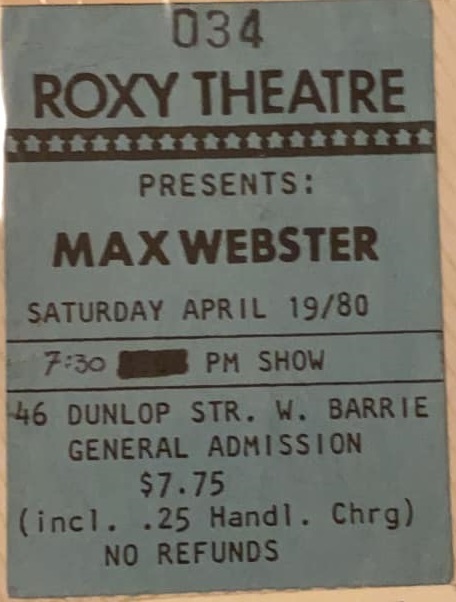 034
ROXY THEATRE
PRESENTS:
MAX WEBSTER
SATURDAY APRIL 19/80
7:30 PM SHOW
46 DUNLOP STR. W. BARRIE
GENERAL ADMISSION
$7.75
(incl. .25 Handl. Chrg)
NO REFUNDS